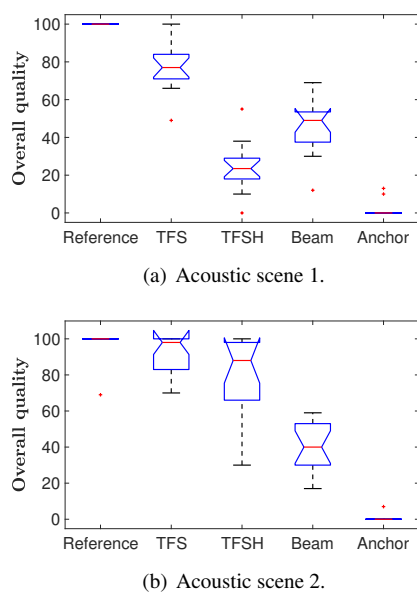 100
80
60
40
20
0
Overall quality
Reference TFS TFSH Beam Anchor
(a) Acoustic scene 1.
100
80
60
40
20
0
Overall quality
Reference TFS TFSH Beam Anchor
(b) Acoustic scene 2.